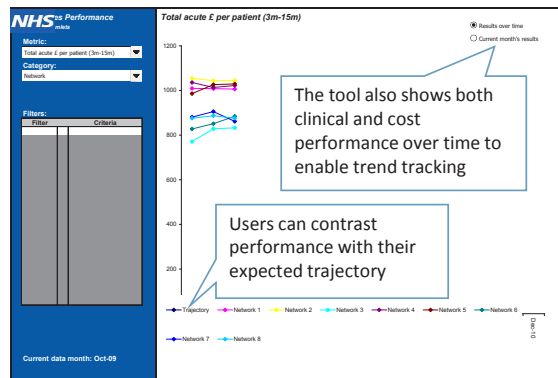 NHS
es Performance
mlets
Metric:
Total acute £ per patient (3m-15m)
Category:
Network
Filters:
Filter Criteria
Current data month: Oct-09
Total acute £ per patient (3m-15m)
Results over time
Current month's results
1200
1000
800
600
400
200
The tool also shows both
clinical and cost
performance over time to
enable trend tracking
Users can contrast
performance with their
expected trajectory
Trajectory Network 1 Network 2 Network 3 Network 4 Network 5 Network 6
Network 7 Network 8
Dec-10